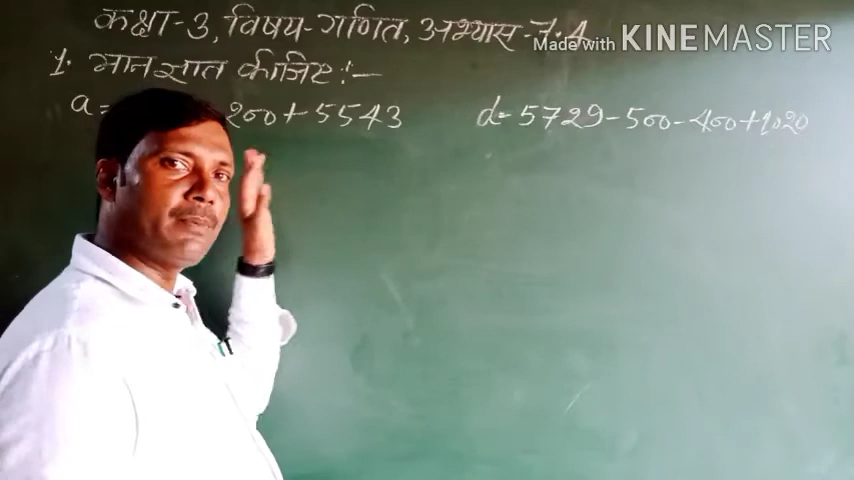 कक्षा-3, विषय-गणित, अभ्यास-7.4
Made with KINEMASTER
1. मान ज्ञात कीजिए:-
a= 200+5543
d= 5729-500-400+1020